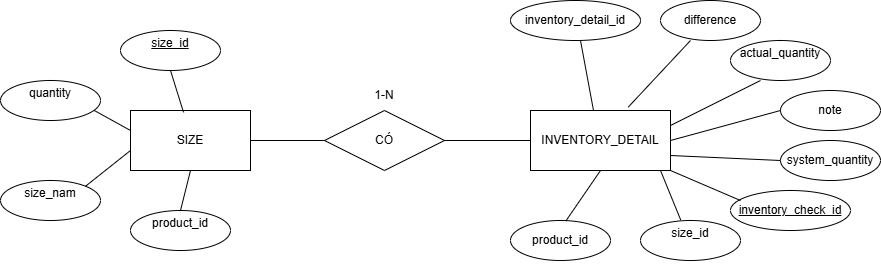 inventory_detail_id
difference
size_id
actual_quantity
quantity
1-N
note
SIZE
CÓ
INVENTORY_DETAIL
system_quantity
size_nam
inventory_check_id
product_id
product_id
size_id